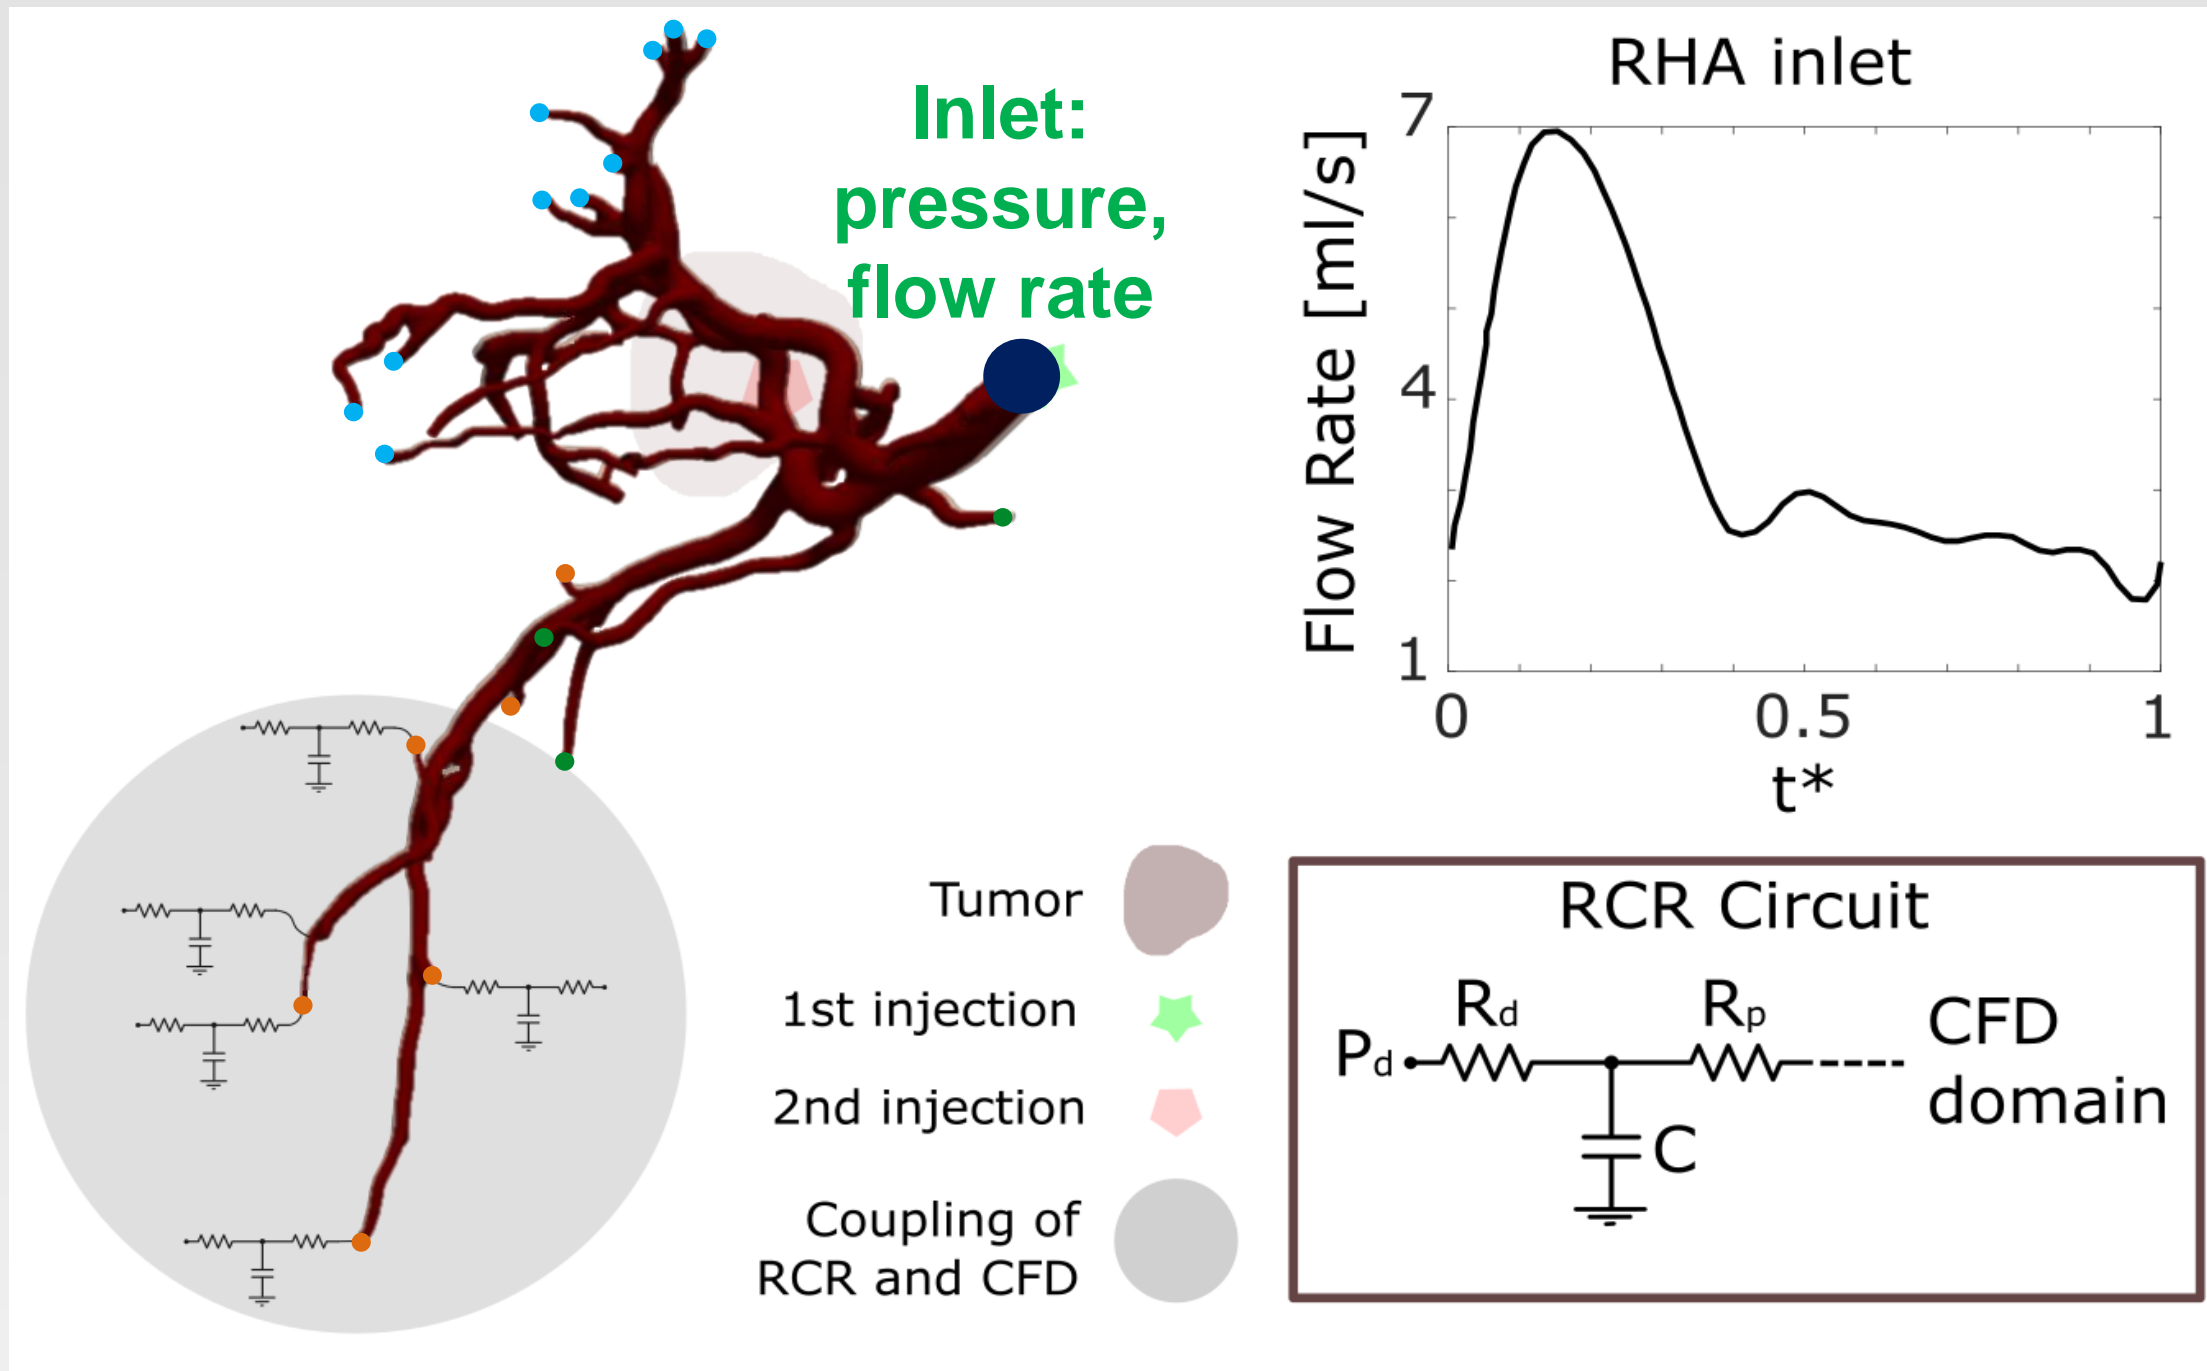 Inlet:
pressure,
flow rate
RHA inlet
Flow Rate [ml/s]
7
4
1
0
0.5
1
t*
Tumor
1st injection
2nd injection
Coupling of
RCR and CFD
RCR Circuit
Rd
Rp
Pd
C
CFD
domain